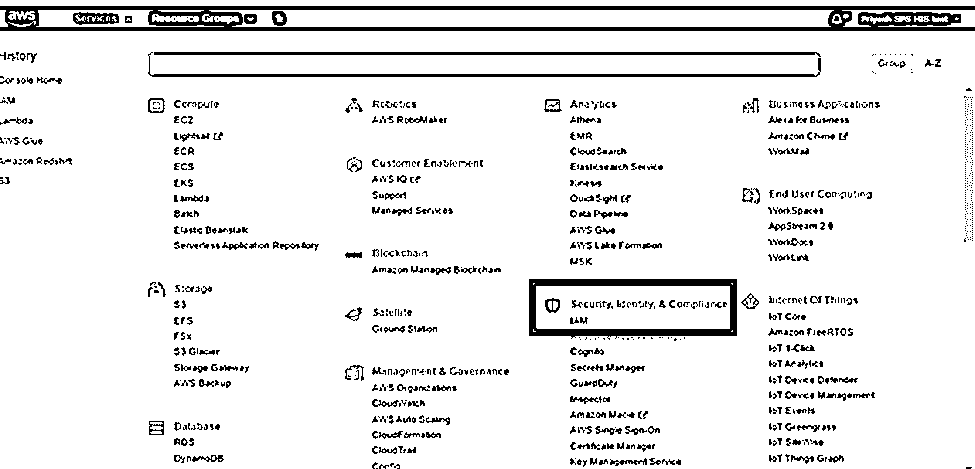 aws
Services
Resource Groups
History
Console Home
IAM
Lambda
AWS Glue
Amazon Redshift
S3
Group
A-Z
Compute
EC2
Lightsail
ECR
ECS
EKS
Lambda
Batch
Elastic Beanstalk
Serverless Application Repository
Storage
S3
EFS
FSx
S3 Glacier
Storage Gateway
AWS Backup
Database
RDS
DynamoDB
Robotics
AWS RoboMaker
Customer Enablement
AWS IQ
Support
Managed Services
Blockchain
Amazon Managed Blockchain
Satellite
Ground Station
Management & Governance
AWS Organizations
CloudWatch
AWS Auto Scaling
CloudFormation
CloudTrail
Config
Analytics
Athena
EMR
CloudSearch
Elasticsearch Service
Kinesis
QuickSight
Data Pipeline
AWS Glue
AWS Lake Formation
MSK
Security, Identity, & Compliance
IAM
Cognito
Secrets Manager
GuardDuty
Inspector
Amazon Macie
AWS Single Sign-On
Certificate Manager
Key Management Service
Business Applications
Alexa for Business
Amazon Chime
WorkMail
End User Computing
WorkSpaces
AppStream 2.0
WorkDocs
WorkLink
Internet Of Things
IoT Core
Amazon FreeRTOS
IoT 1-Click
IoT Analytics
IoT Device Defender
IoT Device Management
IoT Events
IoT Greengrass
IoT SiteWise
IoT Things Graph